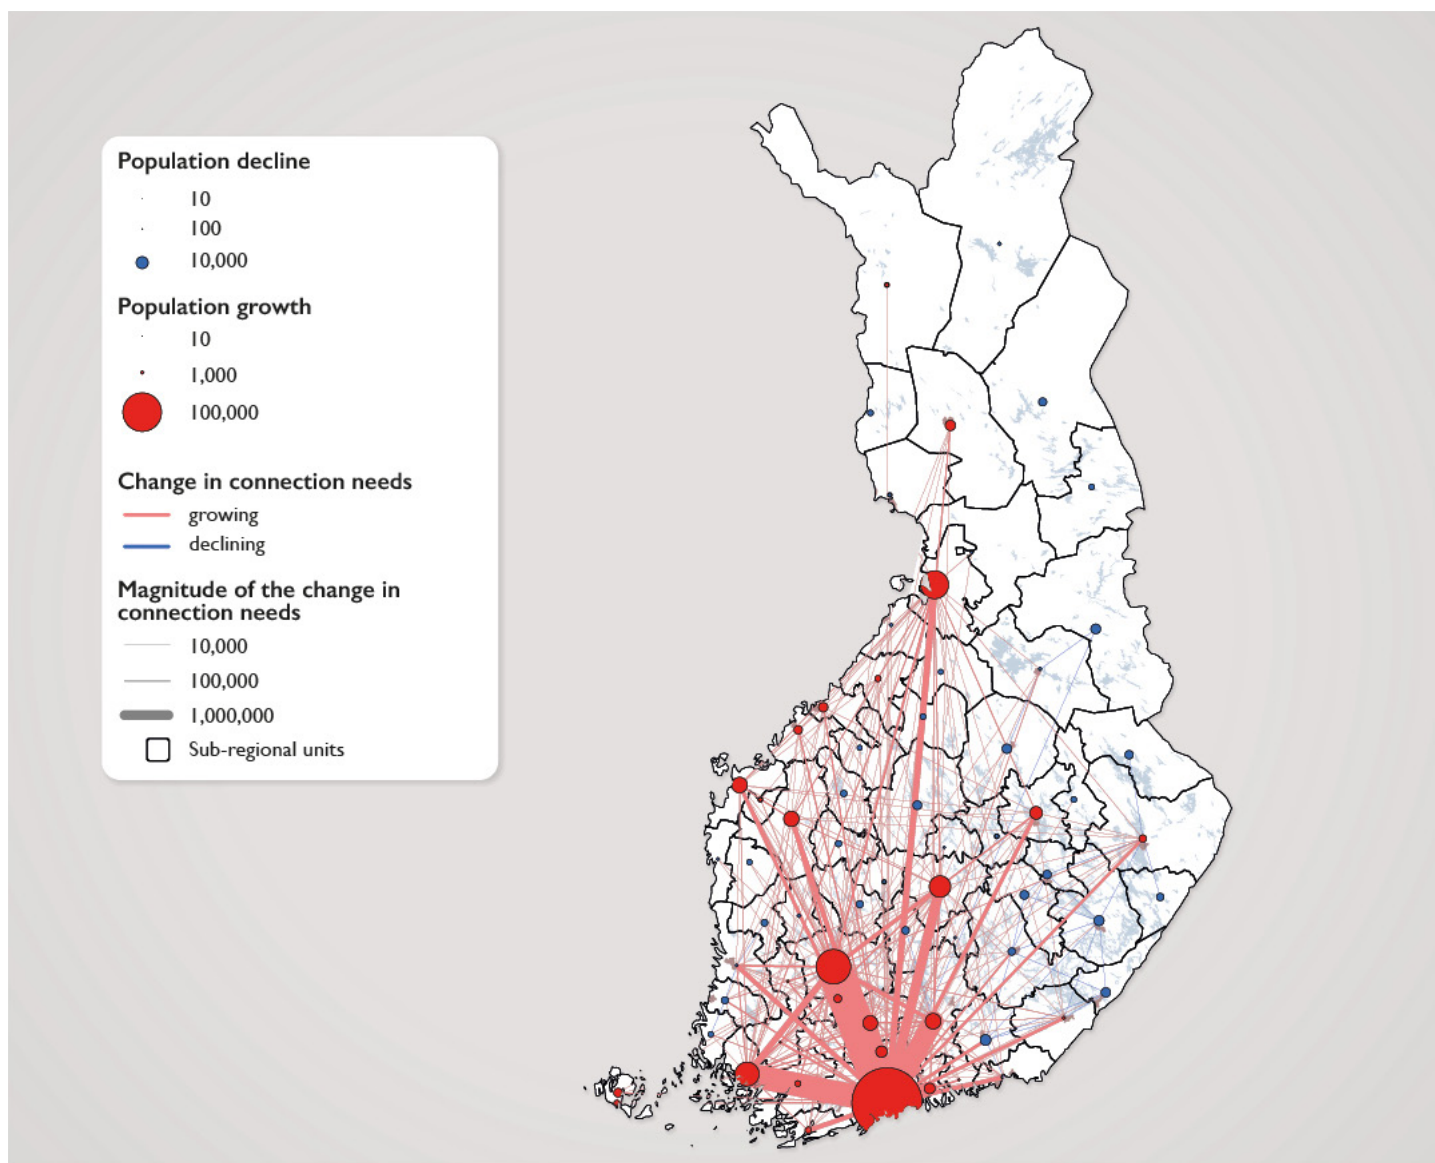 Population decline
10
100
10,000
Population growth
10
1,000
100,000
Change in connection needs
growing
declining
Magnitude of the change in
connection needs
10,000
100,000
1,000,000
Sub-regional units